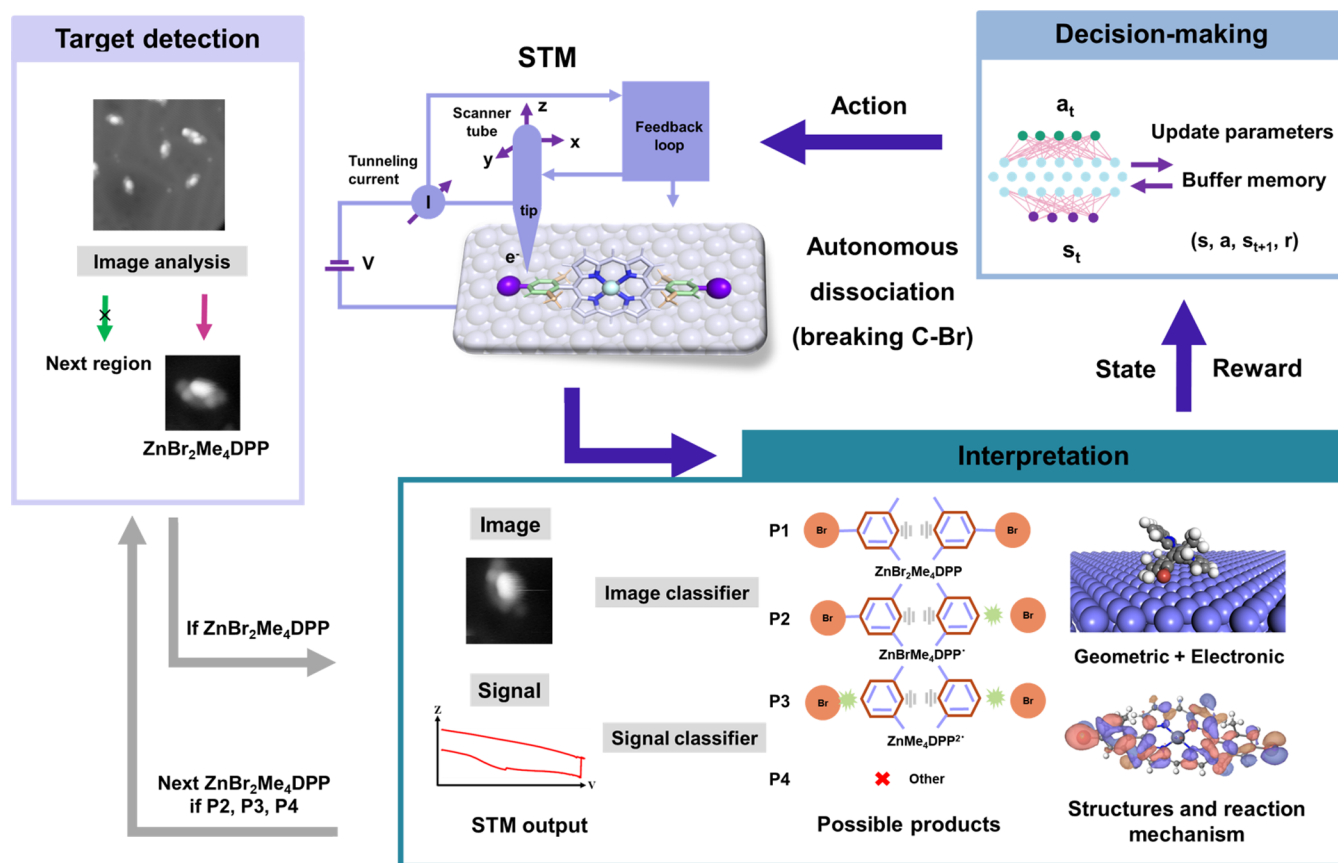 Target detection
Image analysis
Next region
ZnBr₂Me₄DPP
If ZnBr₂Me₄DPP
Next ZnBr₂Me₄DPP
if P2, P3, P4
STM
Scanner
tube
z
x
y
Feedback
loop
Tunneling
current
I
tip
V
e⁻
Action
Autonomous
dissociation
(breaking C-Br)
Decision-making
aₜ
Update parameters
Buffer memory
sₜ
(s, a, sₜ₊₁, r)
State
Reward
Interpretation
Image
Image classifier
Signal
Signal classifier
Z
V
STM output
P1
Br
Br
ZnBr₂Me₄DPP
P2
Br
Br
ZnBrMe₄DPP•
P3
Br
Br
ZnMe₄DPP²•
P4
Other
Possible products
Geometric + Electronic
Structures and reaction
mechanism